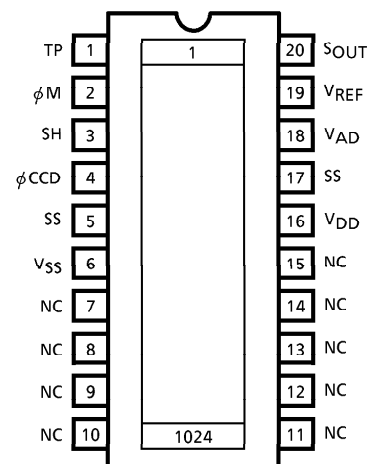 TP 1 1 20 SOUT
φM 2 19 VREF
SH 3 18 VAD
φCCD 4 17 SS
SS 5 16 VDD
VSS 6 15 NC
NC 7 14 NC
NC 8 13 NC
NC 9 12 NC
NC 10 1024 11 NC